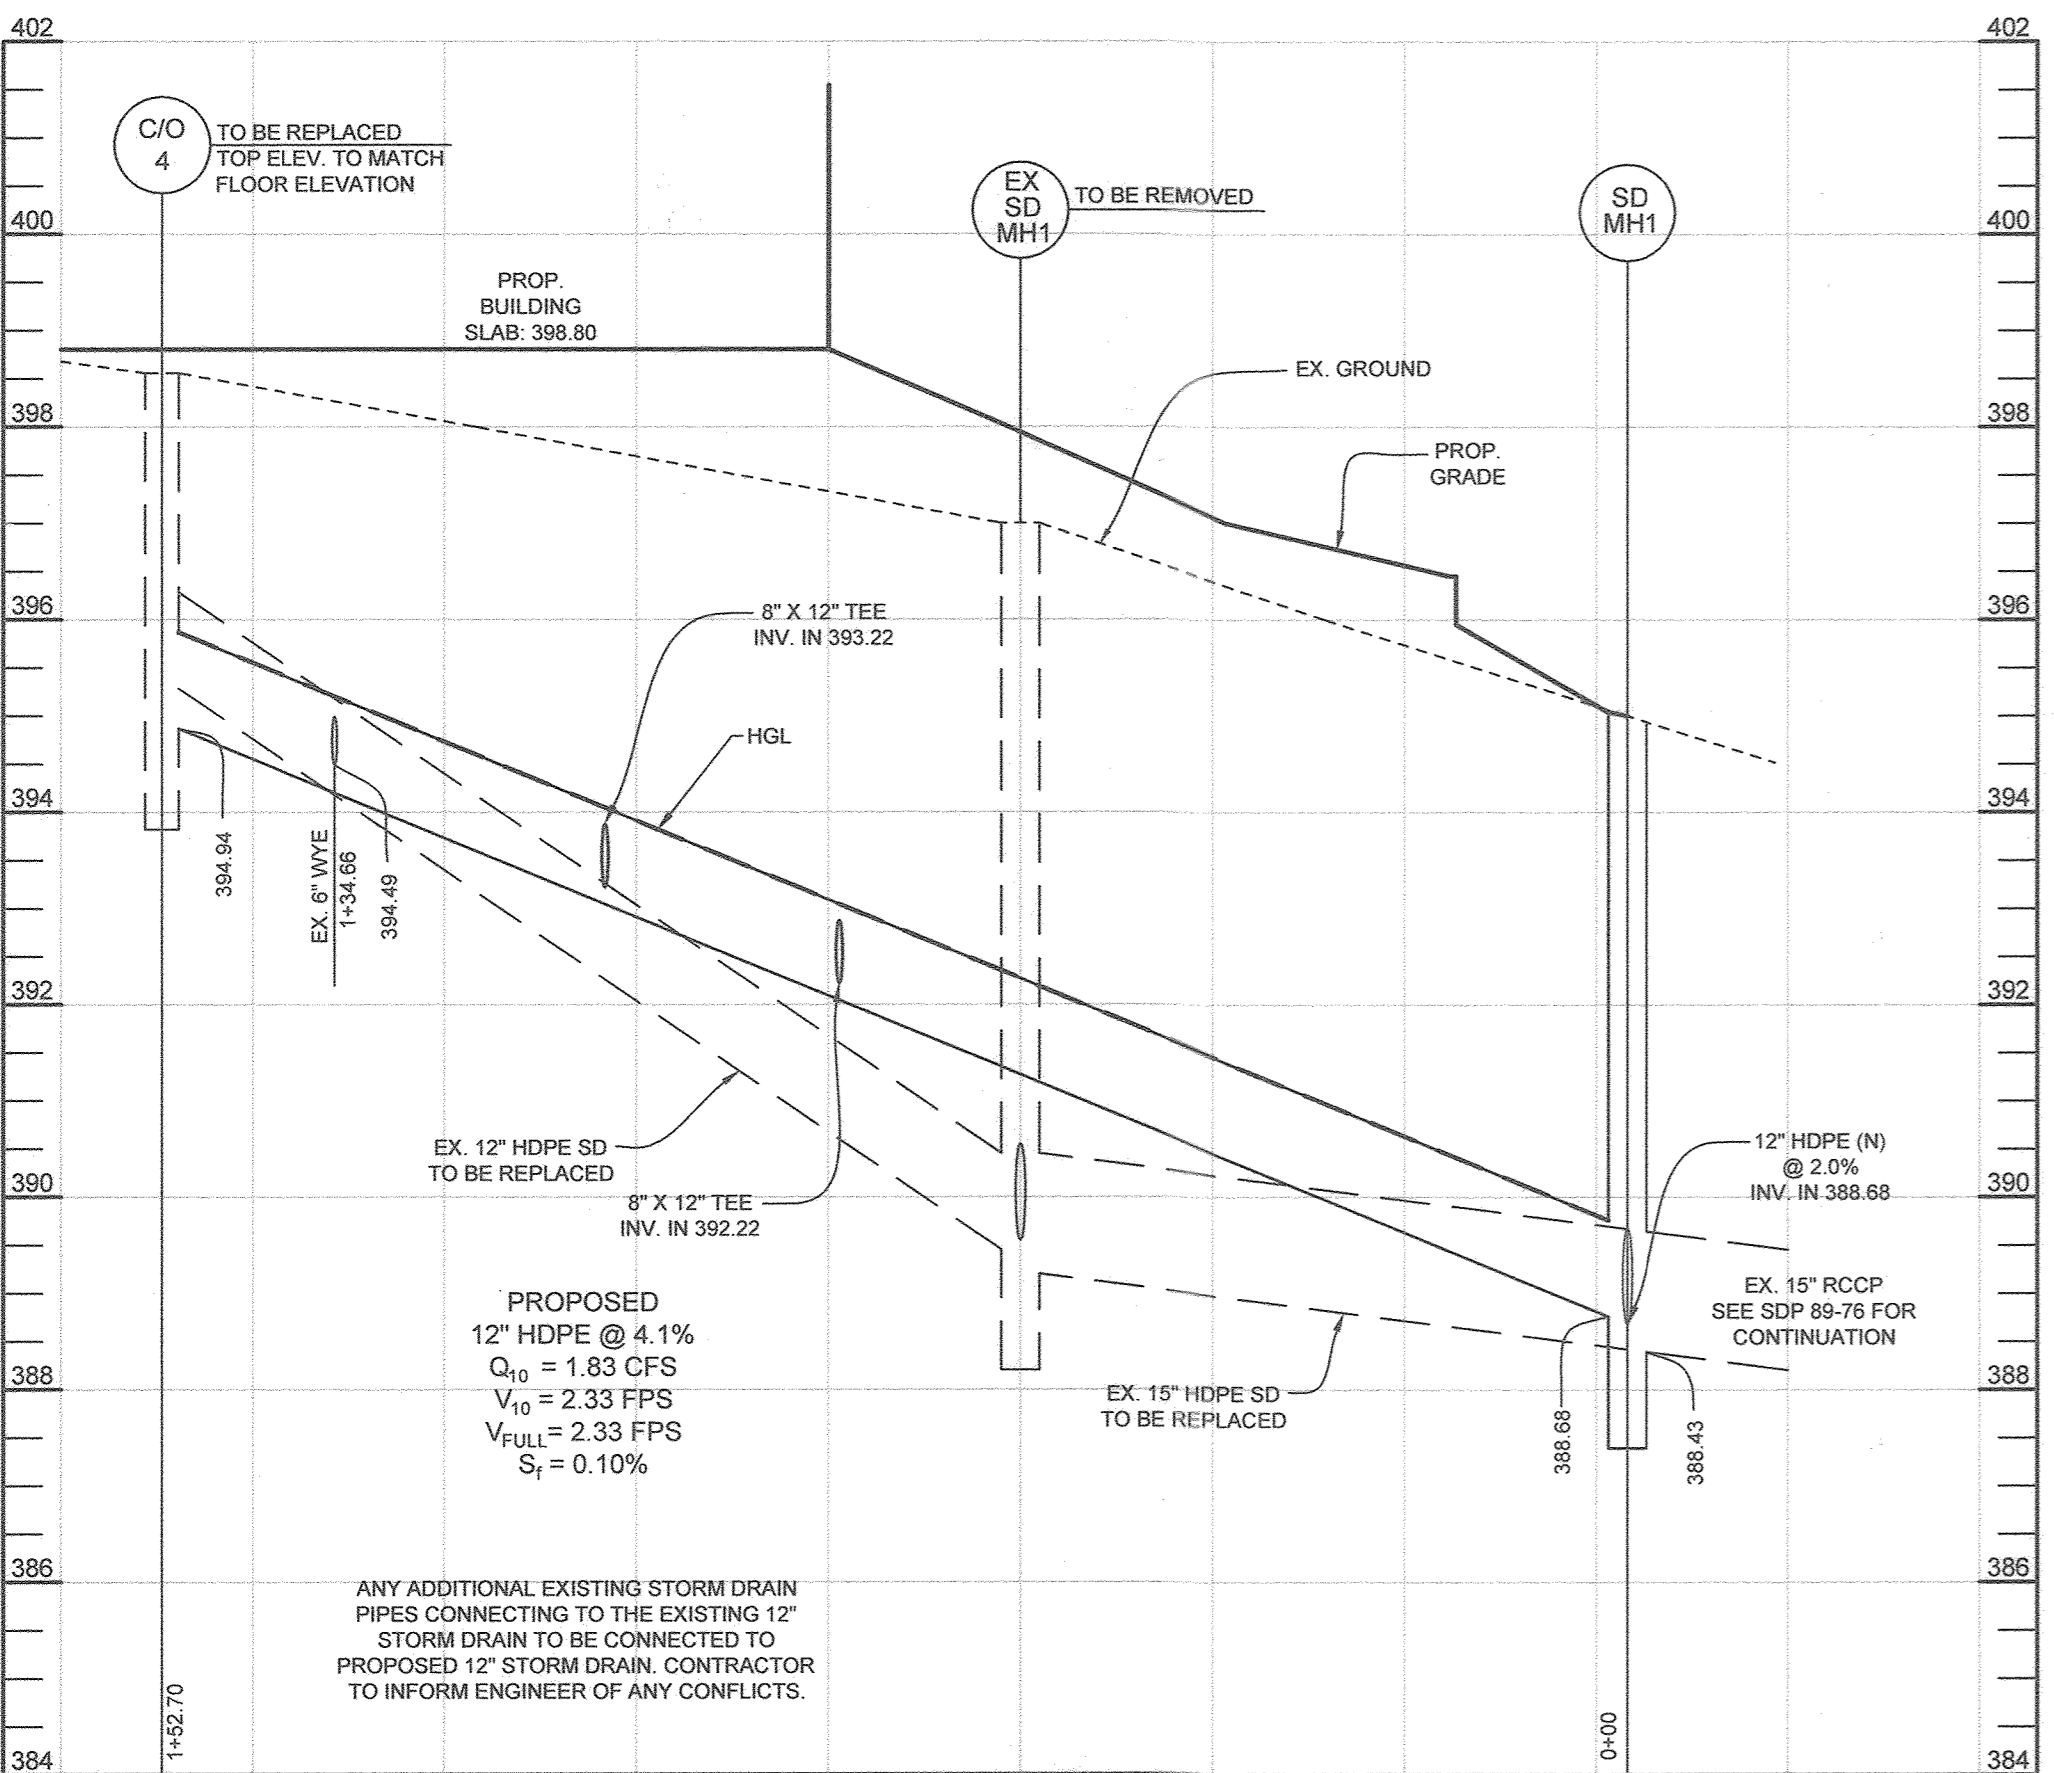 402
402
C/O
4
TO BE REPLACED
TOP ELEV. TO MATCH
FLOOR ELEVATION
EX
SD
MH1
TO BE REMOVED
SD
MH1
400
400
PROP.
BUILDING
SLAB: 398.80
EX. GROUND
398
398
PROP.
GRADE
396
396
8" X 12" TEE
INV. IN 393.22
HGL
394
394
394.94
EX. 6" WYE
1+34.66
394.49
392
392
EX. 12" HDPE SD
TO BE REPLACED
12" HDPE (N)
@ 2.0%
INV. IN 388.68
390
390
8" X 12" TEE
INV. IN 392.22
PROPOSED
12" HDPE @ 4.1%
Q10 = 1.83 CFS
V10 = 2.33 FPS
VFULL= 2.33 FPS
Sf = 0.10%
EX. 15" RCCP
SEE SDP 89-76 FOR
CONTINUATION
388
388
EX. 15" HDPE SD
TO BE REPLACED
388.68
388.43
386
386
ANY ADDITIONAL EXISTING STORM DRAIN
PIPES CONNECTING TO THE EXISTING 12"
STORM DRAIN TO BE CONNECTED TO
PROPOSED 12" STORM DRAIN. CONTRACTOR
TO INFORM ENGINEER OF ANY CONFLICTS.
1+52.70
0+00
384
384